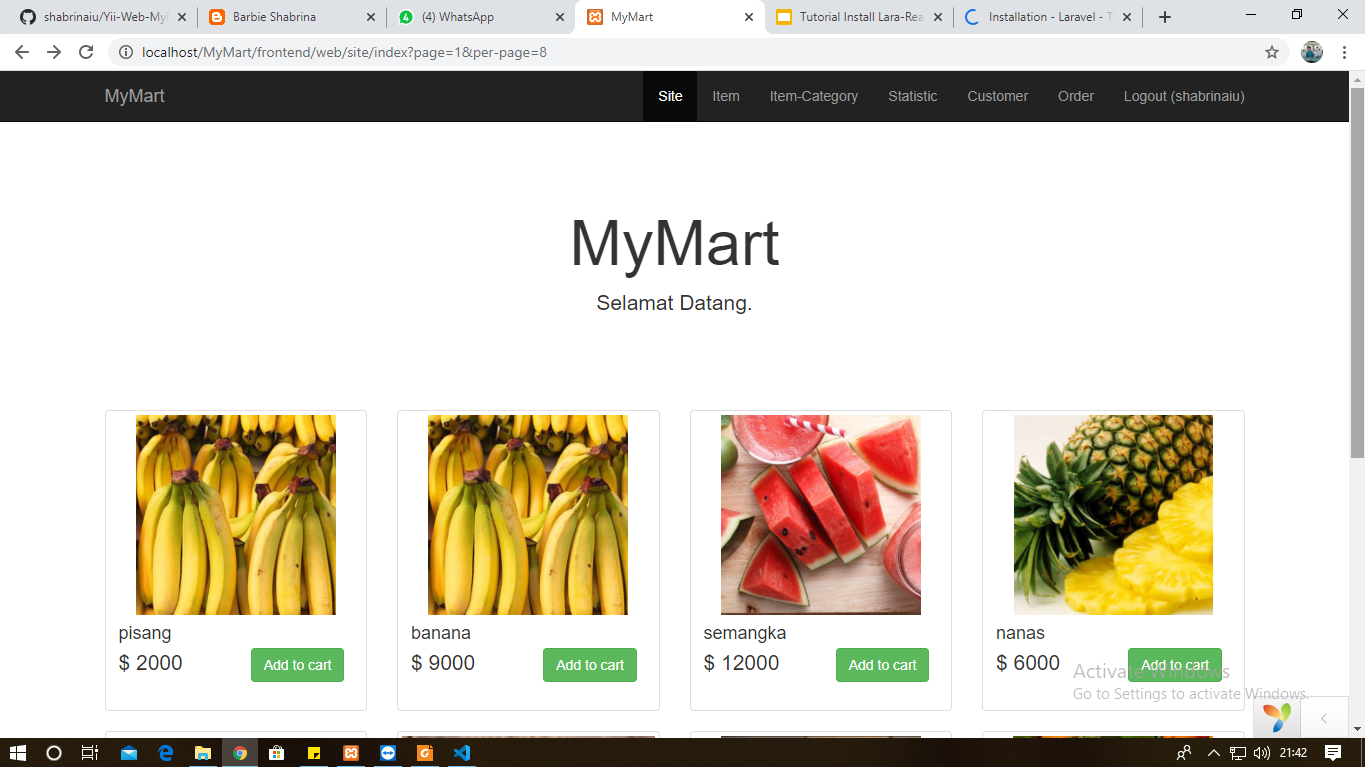 shabrinaiu/Yii-Web-My
Barbie Shabrina
(4) WhatsApp
MyMart
Tutorial Install Lara-Rea
Installation - Laravel - T
localhost/MyMart/frontend/web/site/index?page=1&per-page=8
MyMart
Site
Item
Item-Category
Statistic
Customer
Order
Logout (shabrinaiu)
MyMart
Selamat Datang.
pisang
$ 2000
Add to cart
banana
$ 9000
Add to cart
semangka
$ 12000
Add to cart
nanas
$ 6000
Add to cart
Activate Windows
Go to Settings to activate Windows.
21:42